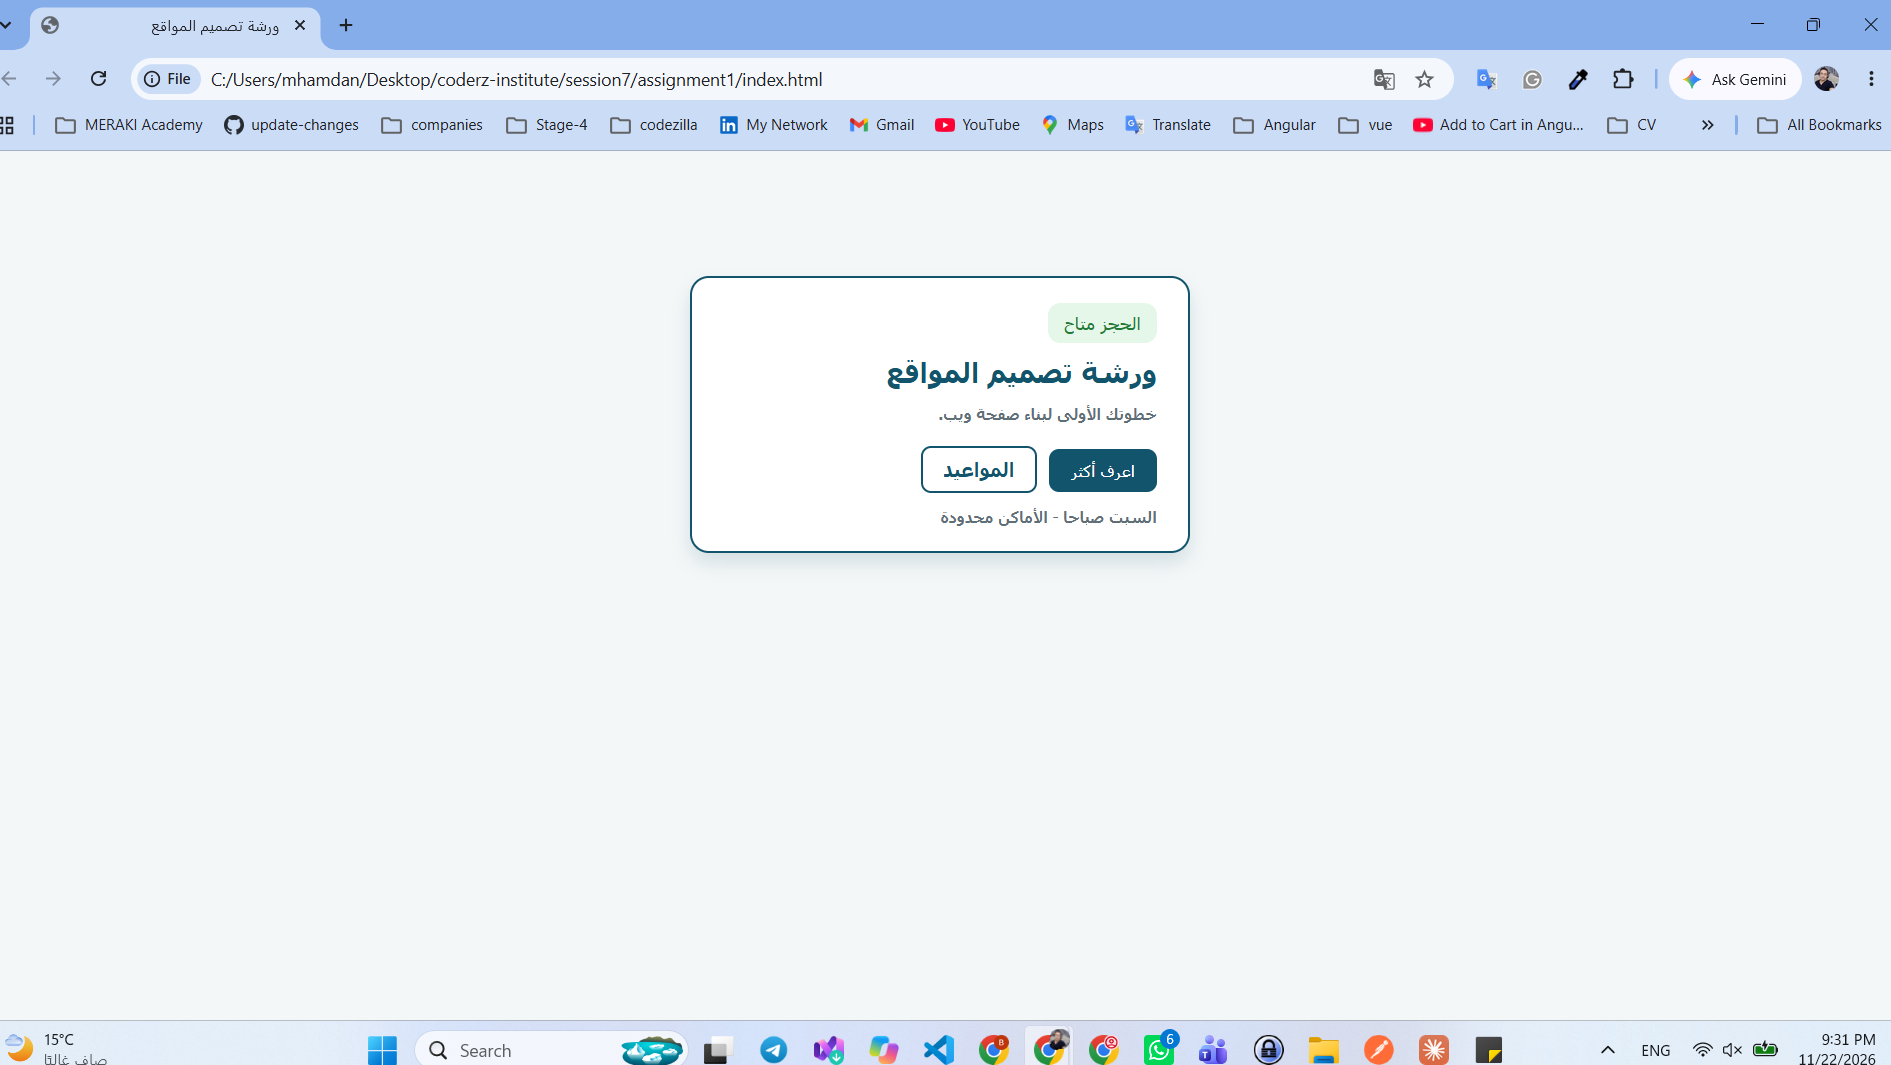 ورشة تصميم المواقع
File
C:/Users/mhamdan/Desktop/coderz-institute/session7/assignment1/index.html
Ask Gemini
MERAKI Academy
update-changes
companies
Stage-4
codezilla
My Network
Gmail
YouTube
Maps
Translate
Angular
vue
Add to Cart in Angu...
CV
All Bookmarks
الحجز متاح
ورشة تصميم المواقع
خطوتك الأولى لبناء صفحة ويب.
اعرف أكثر
المواعيد
السبت صباحا - الأماكن محدودة
15°C
صاف غالبًا
Search
B
6
ENG
9:31 PM
11/22/2026